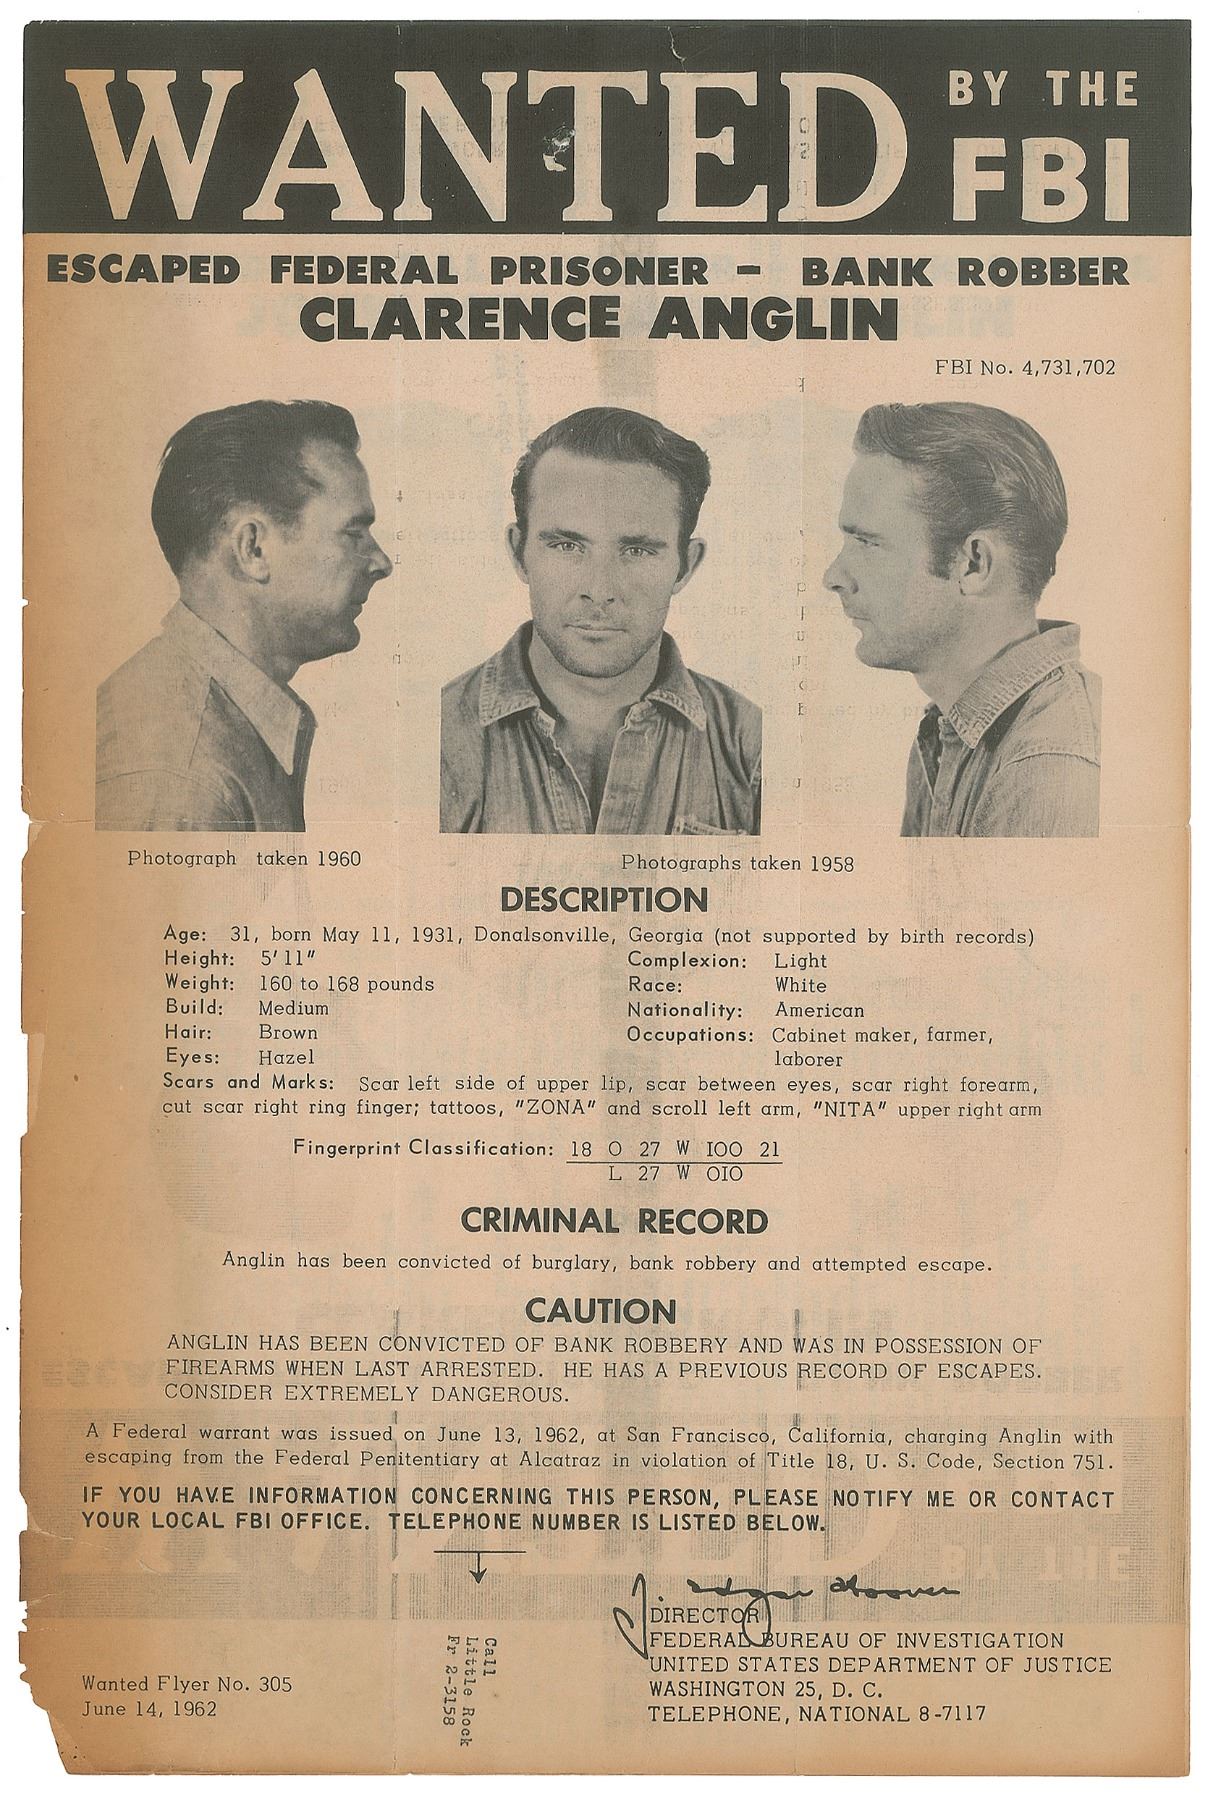 WANTED BY THE FBI
ESCAPED FEDERAL PRISONER – BANK ROBBER
CLARENCE ANGLIN
FBI No. 4,731,702
Photograph taken 1960
Photographs taken 1958
DESCRIPTION
Age: 31, born May 11, 1931, Donalsonville, Georgia (not supported by birth records)
Height: 5' 11" Complexion: Light
Weight: 160 to 168 pounds Race: White
Build: Medium Nationality: American
Hair: Brown Occupations: Cabinet maker, farmer,
Eyes: Hazel laborer
Scars and Marks: Scar left side of upper lip, scar between eyes, scar right forearm,
cut scar right ring finger; tattoos, "ZONA" and scroll left arm, "NITA" upper right arm
Fingerprint Classification: 18 O 27 W IOO 21
L 27 W OIO
CRIMINAL RECORD
Anglin has been convicted of burglary, bank robbery and attempted escape.
CAUTION
ANGLIN HAS BEEN CONVICTED OF BANK ROBBERY AND WAS IN POSSESSION OF
FIREARMS WHEN LAST ARRESTED. HE HAS A PREVIOUS RECORD OF ESCAPES.
CONSIDER EXTREMELY DANGEROUS.
A Federal warrant was issued on June 13, 1962, at San Francisco, California, charging Anglin with
escaping from the Federal Penitentiary at Alcatraz in violation of Title 18, U. S. Code, Section 751.
IF YOU HAVE INFORMATION CONCERNING THIS PERSON, PLEASE NOTIFY ME OR CONTACT
YOUR LOCAL FBI OFFICE. TELEPHONE NUMBER IS LISTED BELOW.
J. Edgar Hoover
DIRECTOR
FEDERAL BUREAU OF INVESTIGATION
UNITED STATES DEPARTMENT OF JUSTICE
WASHINGTON 25, D. C.
TELEPHONE, NATIONAL 8-7117
Call
Little Rock
Fr 2-3158
Wanted Flyer No. 305
June 14, 1962